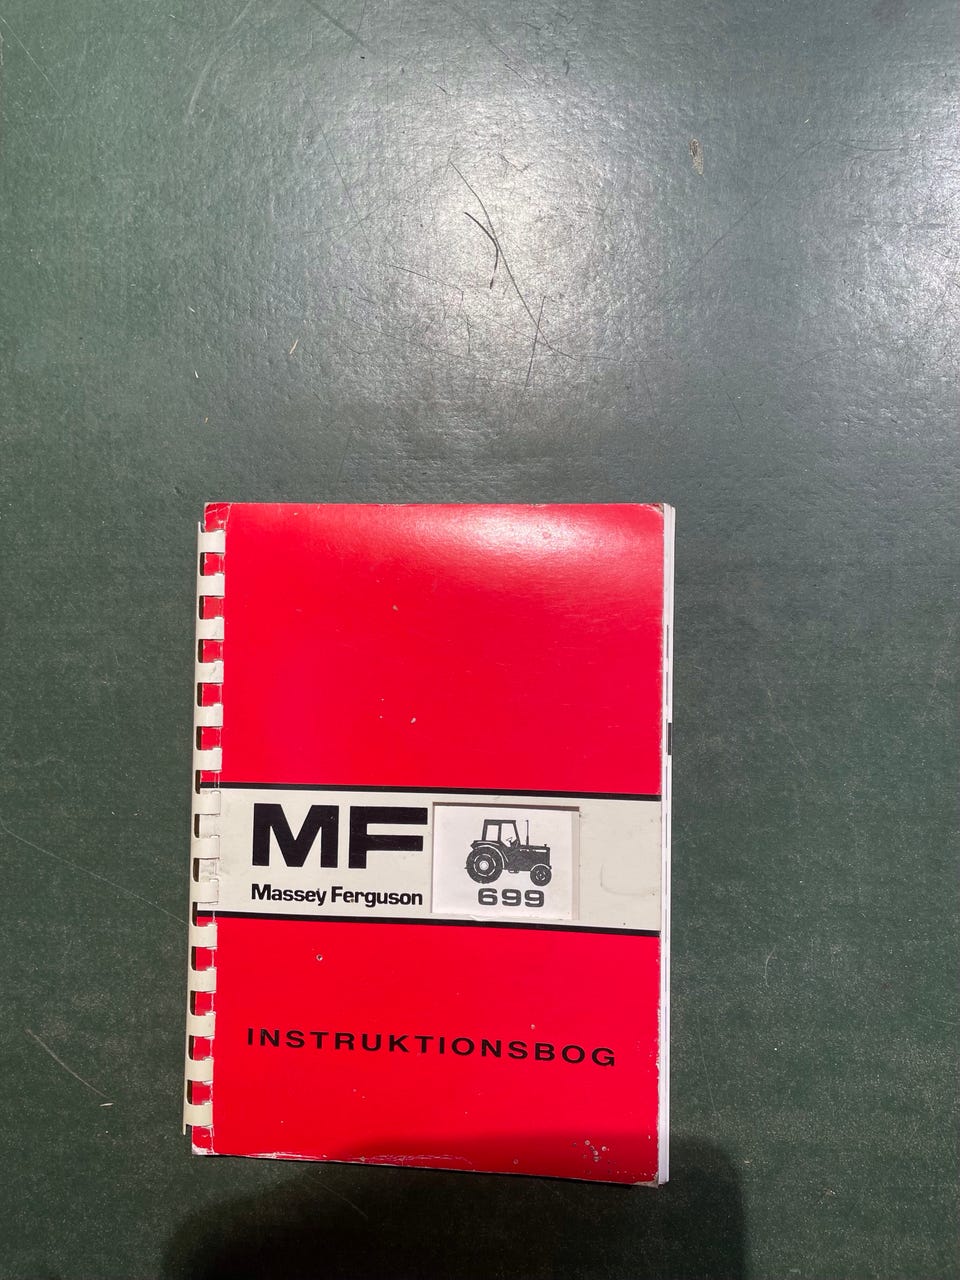 MF
Massey Ferguson
699
INSTRUKTIONSBOG